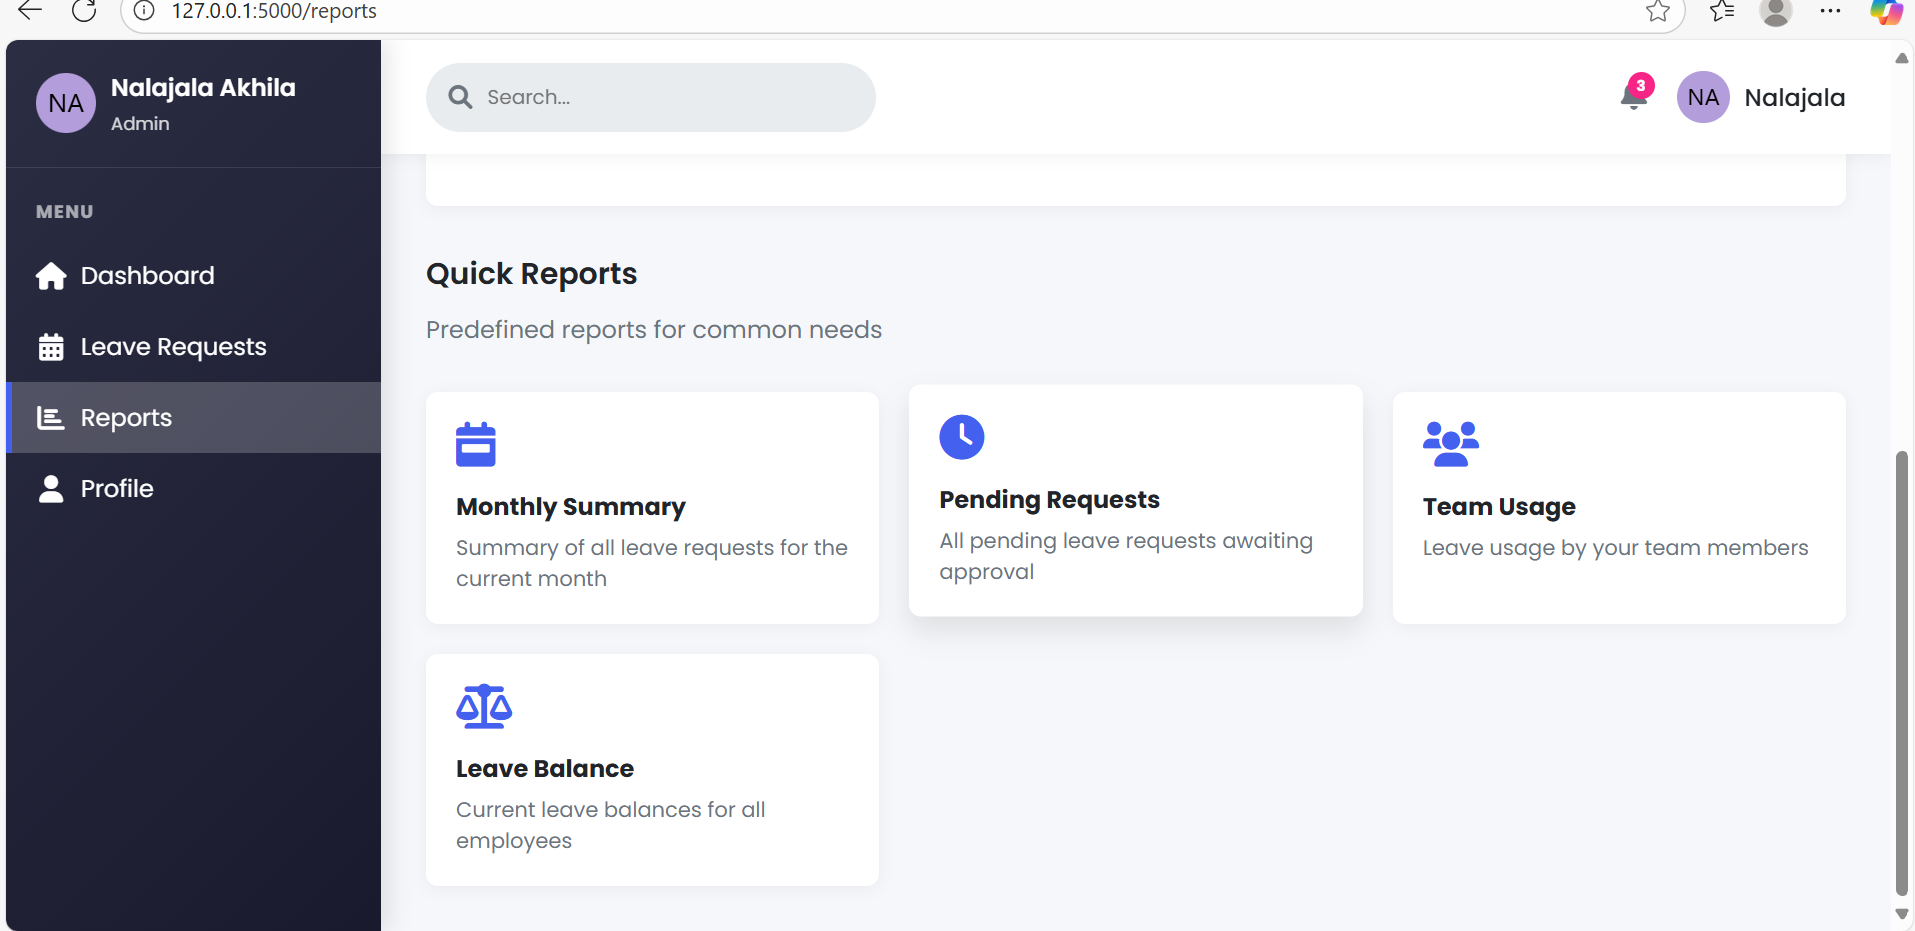 127.0.0.1:5000/reports
NA
Nalajala Akhila
Admin
Search...
3
NA
Nalajala
MENU
Dashboard
Leave Requests
Reports
Profile
Quick Reports
Predefined reports for common needs
Monthly Summary
Summary of all leave requests for the
current month
Pending Requests
All pending leave requests awaiting
approval
Team Usage
Leave usage by your team members
Leave Balance
Current leave balances for all
employees